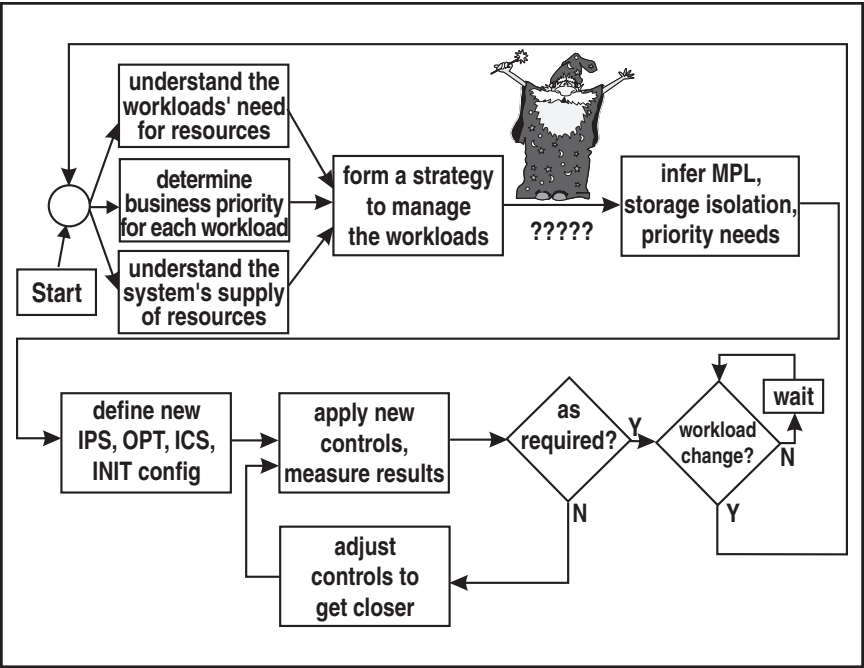 understand the
workloads' need
for resources
determine
business priority
for each workload
understand the
system's supply
of resources
Start
form a strategy
to manage
the workloads
?????
infer MPL,
storage isolation,
priority needs
define new
IPS, OPT, ICS,
INIT config
apply new
controls,
measure results
adjust
controls to
get closer
as
required?
Y
N
workload
change?
wait
N
Y